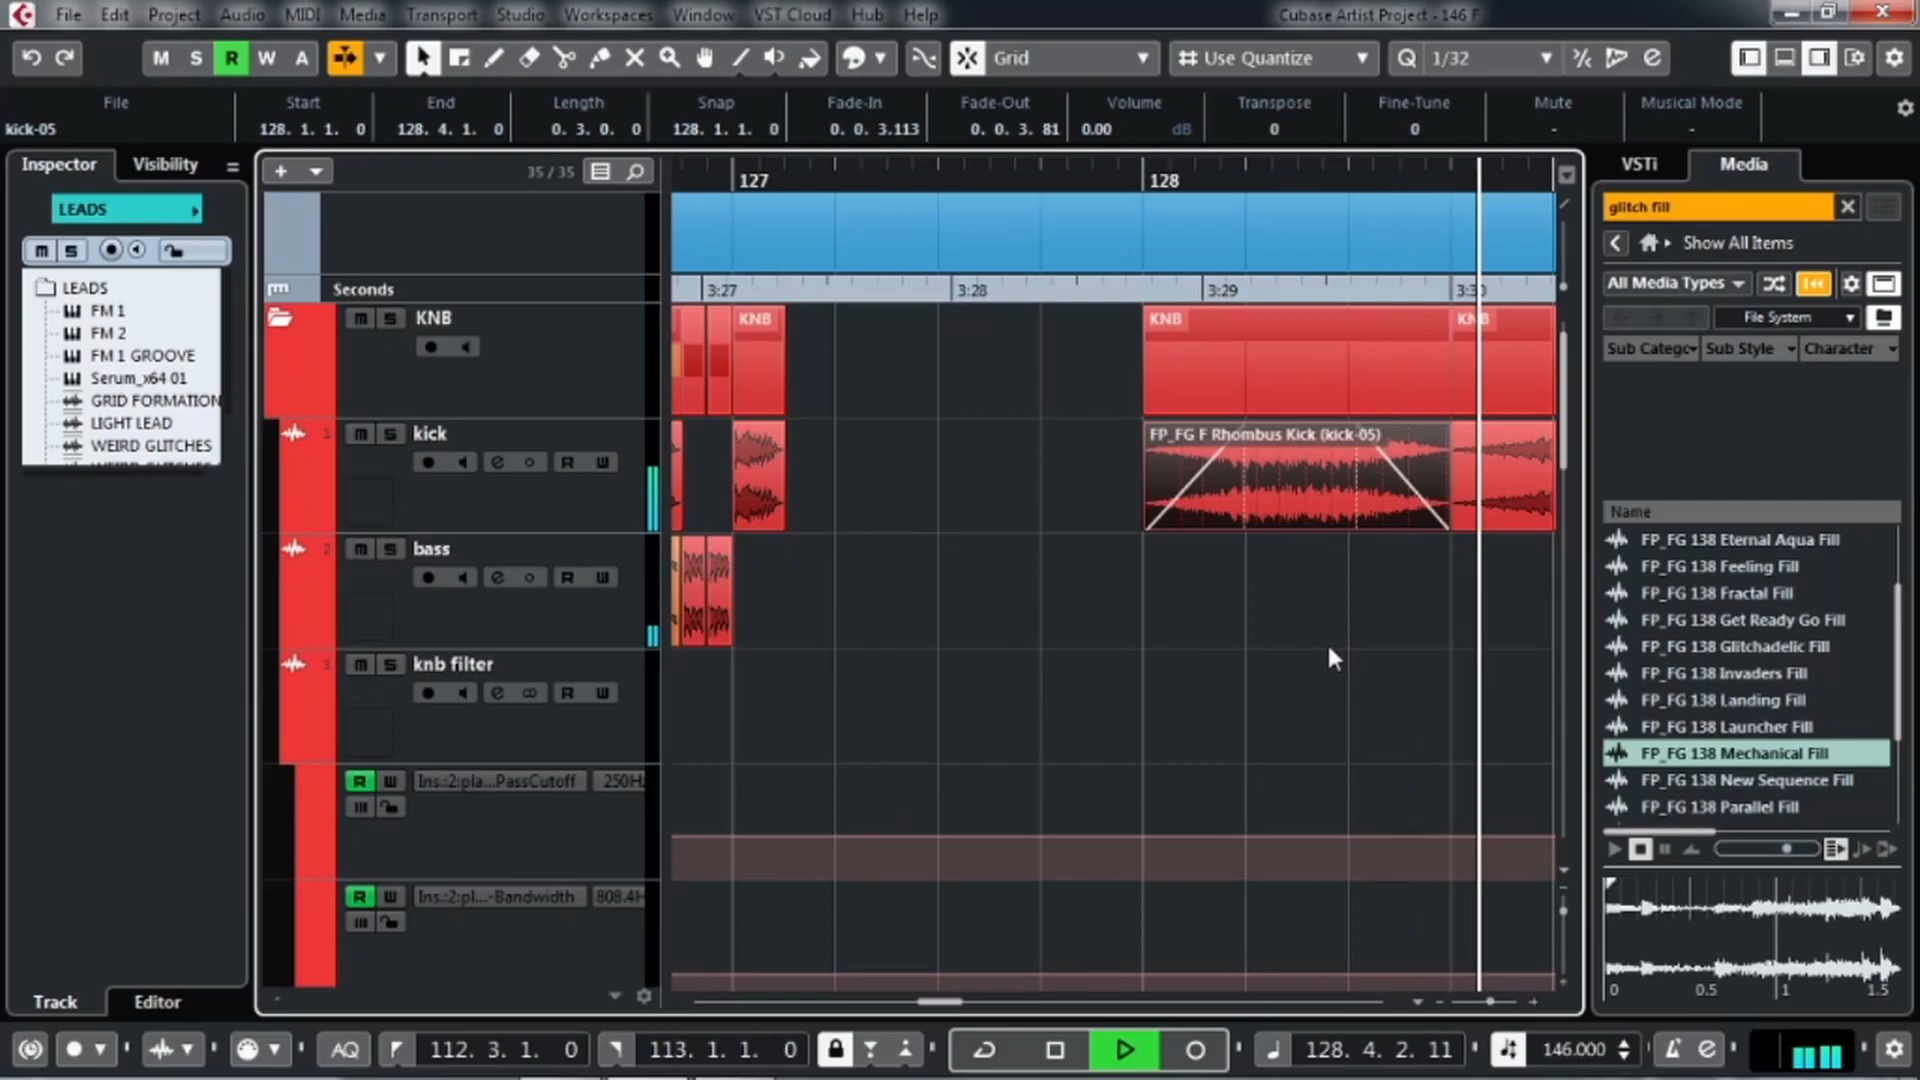 File Edit Project Audio MIDI Media Transport Studio Workspaces Window VST Cloud Hub Help Cubase Artist Project - 146 F
M S R W A Grid Use Quantize Q 1/32
File Start End Length Snap Fade-In Fade-Out Volume Transpose Fine-Tune Mute Musical Mode
kick-05 128. 1. 1. 0 128. 4. 1. 0 0. 3. 0. 0 128. 1. 1. 0 0. 0. 3.113 0. 0. 3. 81 0.00 dB 0 0 - -
Inspector Visibility
LEADS
m S
LEADS
FM 1
FM 2
FM 1 GROOVE
Serum_x64 01
GRID FORMATION
LIGHT LEAD
WEIRD GLITCHES
Track Editor
35 / 35
127 128
Seconds 3:27 3:28 3:29 3:30
m S KNB
KNB KNB KNB
1 m S kick
R W
FP_FG F Rhombus Kick (kick-05)
2 m S bass
R W
3 m S knb filter
R W
R W Ins.:2:pla...PassCutoff 250Hz
R W Ins.:2:pl...-Bandwidth 808.4H
VSTi Media
glitch fill
Show All Items
All Media Types
File System
Sub Catego Sub Style Character
Name
FP_FG 138 Eternal Aqua Fill
FP_FG 138 Feeling Fill
FP_FG 138 Fractal Fill
FP_FG 138 Get Ready Go Fill
FP_FG 138 Glitchadelic Fill
FP_FG 138 Invaders Fill
FP_FG 138 Landing Fill
FP_FG 138 Launcher Fill
FP_FG 138 Mechanical Fill
FP_FG 138 New Sequence Fill
FP_FG 138 Parallel Fill
0 0.5 1 1.5
AQ 112. 3. 1. 0 113. 1. 1. 0 128. 4. 2. 11 146.000